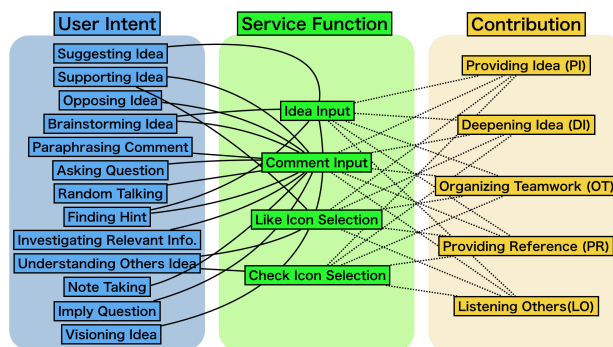 User Intent
Suggesting Idea
Supporting Idea
Opposing Idea
Brainstorming Idea
Paraphrasing Comment
Asking Question
Random Talking
Finding Hint
Investigating Relevant Info.
Understanding Others Idea
Note Taking
Imply Question
Visioning Idea
Service Function
Idea Input
Comment Input
Like Icon Selection
Check Icon Selection
Contribution
Providing Idea (PI)
Deepening Idea (DI)
Organizing Teamwork (OT)
Providing Reference (PR)
Listening Others(LO)